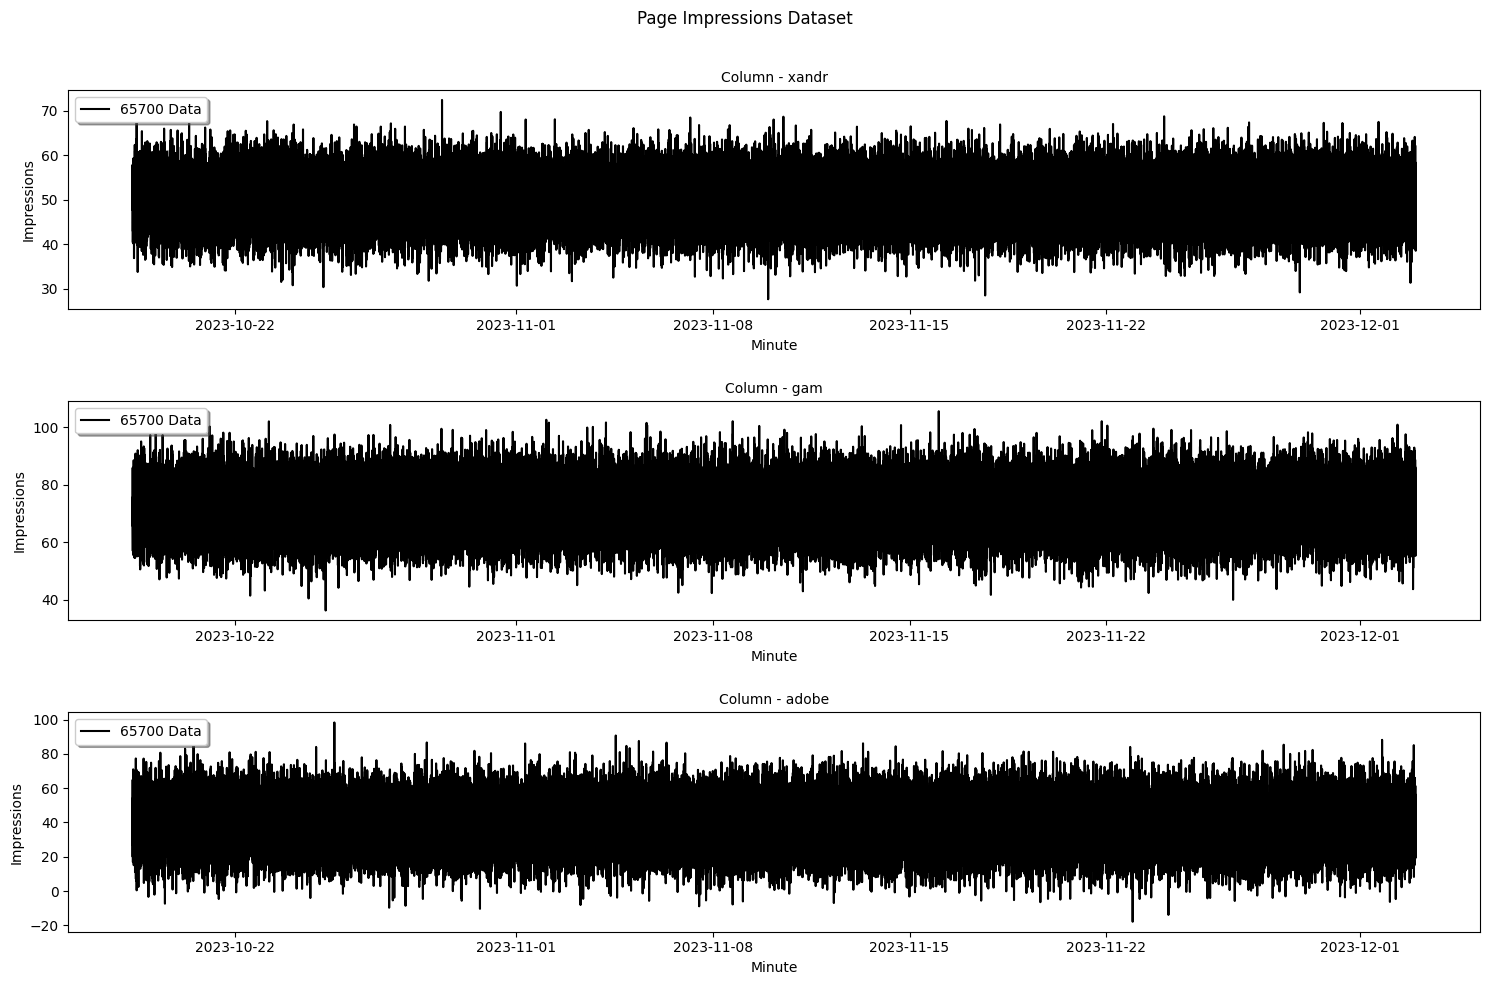 Page Impressions Dataset
Column - xandr
65700 Data
Impressions
70
60
50
40
30
2023-10-22 2023-11-01 2023-11-08 2023-11-15 2023-11-22 2023-12-01
Minute
Column - gam
65700 Data
Impressions
100
80
60
40
2023-10-22 2023-11-01 2023-11-08 2023-11-15 2023-11-22 2023-12-01
Minute
Column - adobe
65700 Data
Impressions
100
80
60
40
20
0
−20
2023-10-22 2023-11-01 2023-11-08 2023-11-15 2023-11-22 2023-12-01
Minute